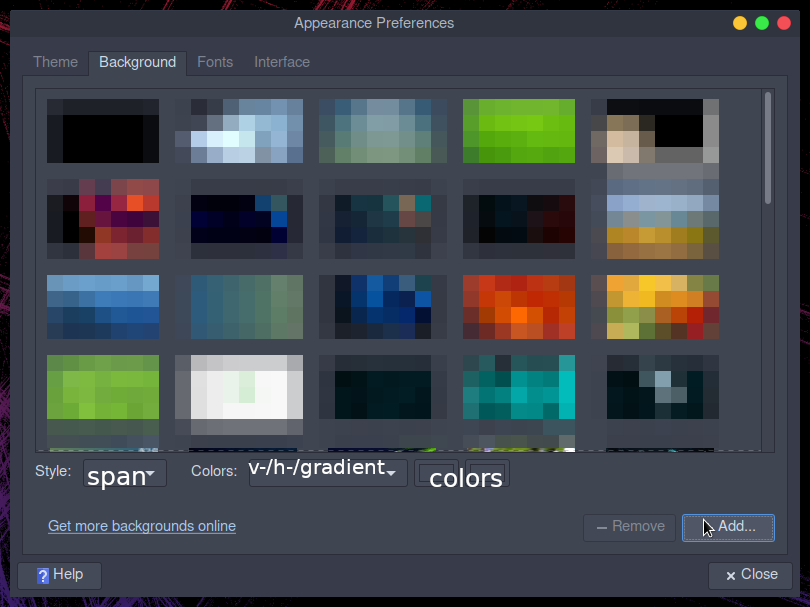 Appearance Preferences
Theme Background Fonts Interface
Style: span Colors: v-/h-/gradient colors
Get more backgrounds online Remove Add...
? Help Close